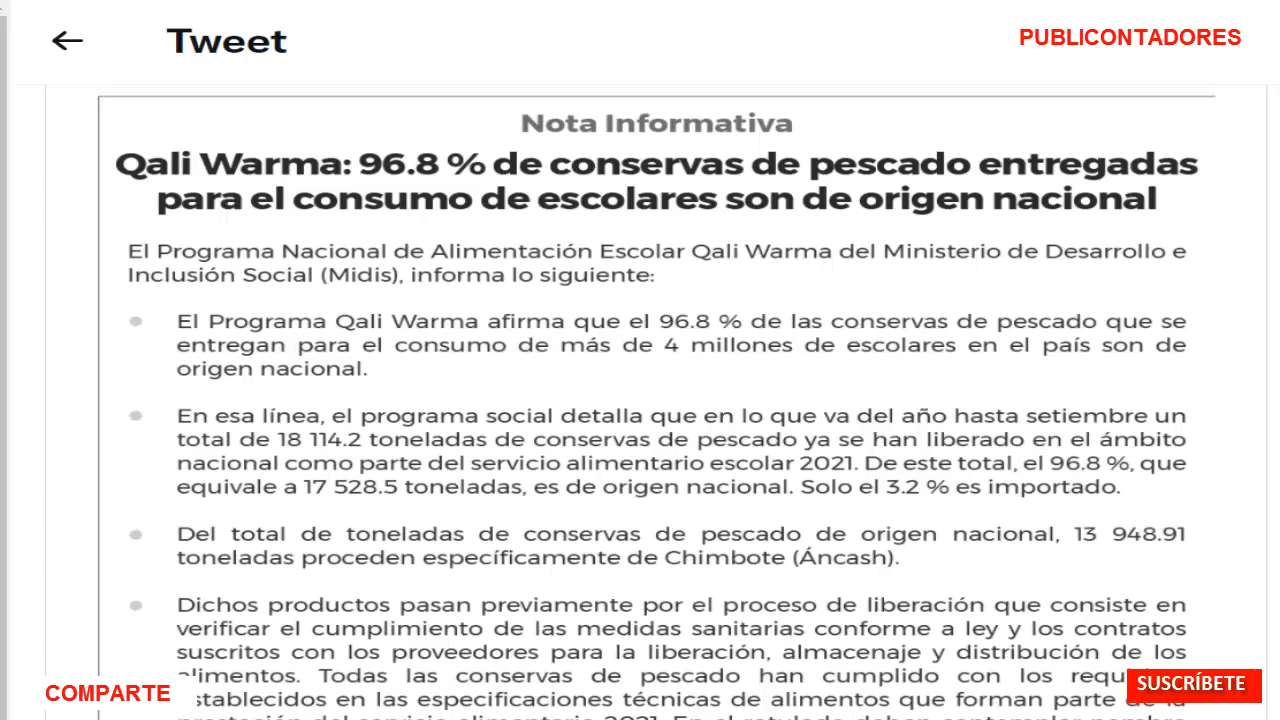 Tweet
PUBLICONTADORES
Nota Informativa
Qali Warma: 96.8 % de conservas de pescado entregadas
para el consumo de escolares son de origen nacional
El Programa Nacional de Alimentación Escolar Qali Warma del Ministerio de Desarrollo e
Inclusión Social (Midis), informa lo siguiente:
El Programa Qali Warma afirma que el 96.8 % de las conservas de pescado que se
entregan para el consumo de más de 4 millones de escolares en el país son de
origen nacional.
En esa línea, el programa social detalla que en lo que va del año hasta setiembre un
total de 18 114.2 toneladas de conservas de pescado ya se han liberado en el ámbito
nacional como parte del servicio alimentario escolar 2021. De este total, el 96.8 %, que
equivale a 17 528.5 toneladas, es de origen nacional. Solo el 3.2 % es importado.
Del total de toneladas de conservas de pescado de origen nacional, 13 948.91
toneladas proceden específicamente de Chimbote (Áncash).
Dichos productos pasan previamente por el proceso de liberación que consiste en
verificar el cumplimiento de las medidas sanitarias conforme a ley y los contratos
suscritos con los proveedores para la liberación, almacenaje y distribución de los
alimentos. Todas las conservas de pescado han cumplido con los
establecidos en las especificaciones técnicas de alimentos que forman parte de la
COMPARTE
SUSCRÍBETE